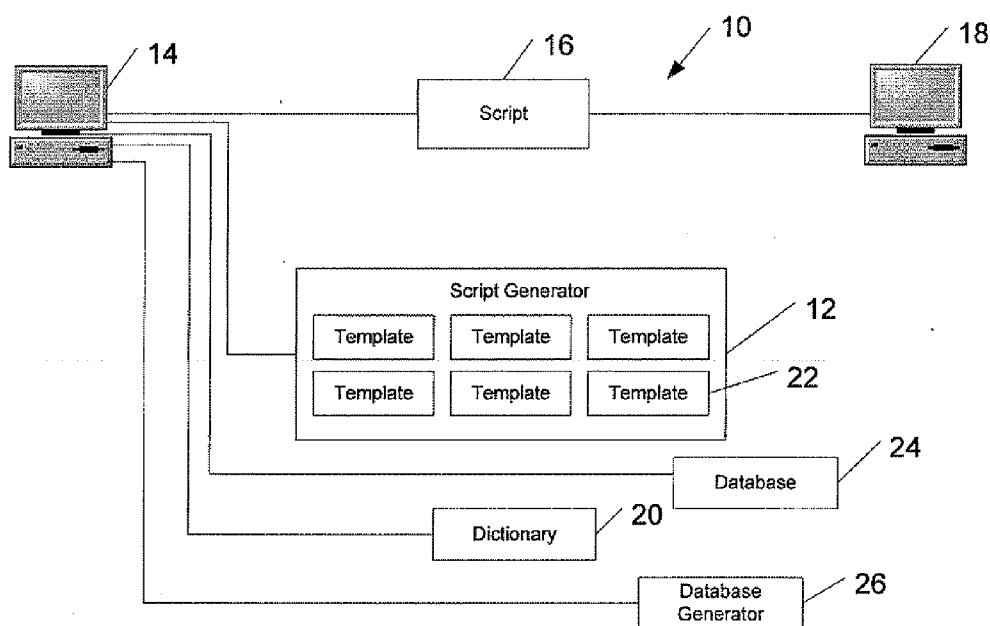 14
16
10
18
Script
Script Generator
12
Template Template Template
22
Template Template Template
24
Database
20
Dictionary
26
Database
Generator